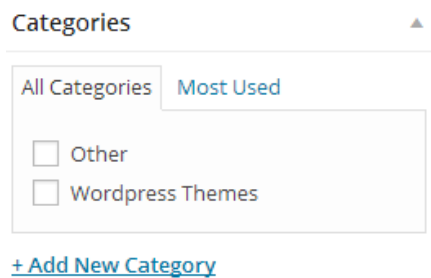 Categories
All Categories Most Used
Other
Wordpress Themes
+ Add New Category